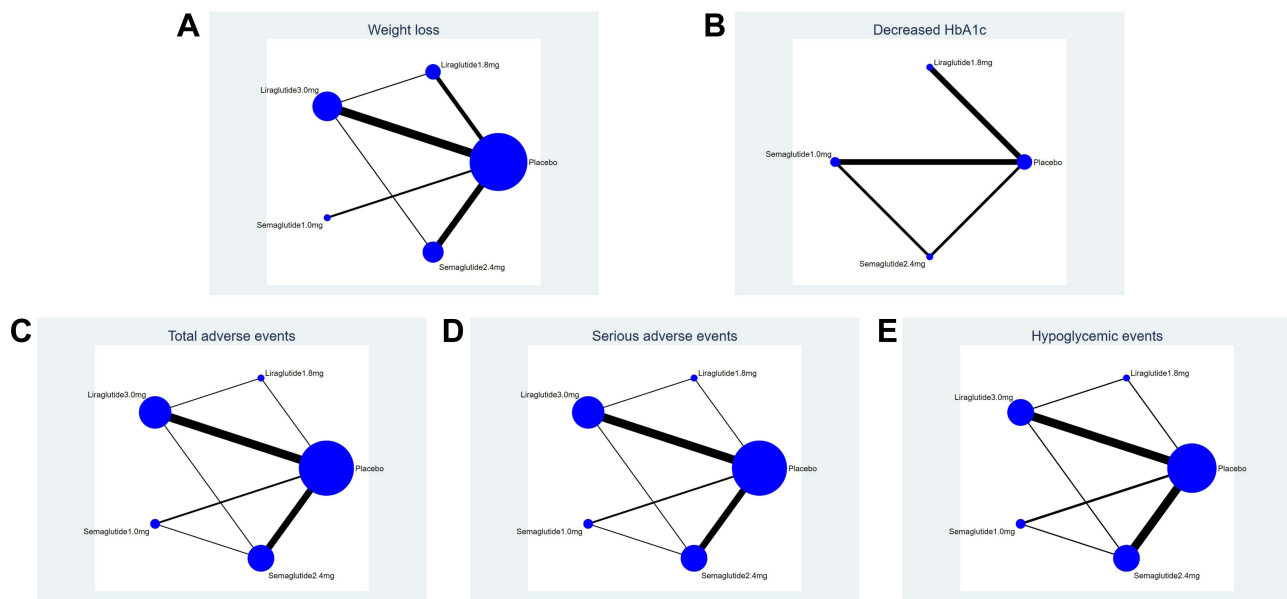 A
Weight loss
Liraglutide1.8mg
Liraglutide3.0mg
Placebo
Semaglutide1.0mg
Semaglutide2.4mg
B
Decreased HbA1c
Liraglutide1.8mg
Semaglutide1.0mg
Placebo
Semaglutide2.4mg
C
Total adverse events
Liraglutide1.8mg
Liraglutide3.0mg
Placebo
Semaglutide1.0mg
Semaglutide2.4mg
D
Serious adverse events
Liraglutide1.8mg
Liraglutide3.0mg
Placebo
Semaglutide1.0mg
Semaglutide2.4mg
E
Hypoglycemic events
Liraglutide1.8mg
Liraglutide3.0mg
Placebo
Semaglutide1.0mg
Semaglutide2.4mg